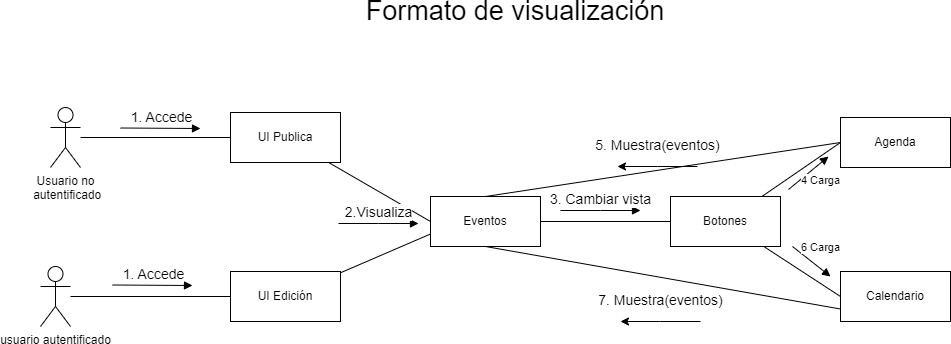 Formato de visualización
1. Accede
UI Publica
Usuario no
autentificado
5. Muestra(eventos)
Agenda
4 Carga
3. Cambiar vista
2.Visualiza
Eventos
Botones
6 Carga
1. Accede
UI Edición
7. Muestra(eventos)
Calendario
usuario autentificado